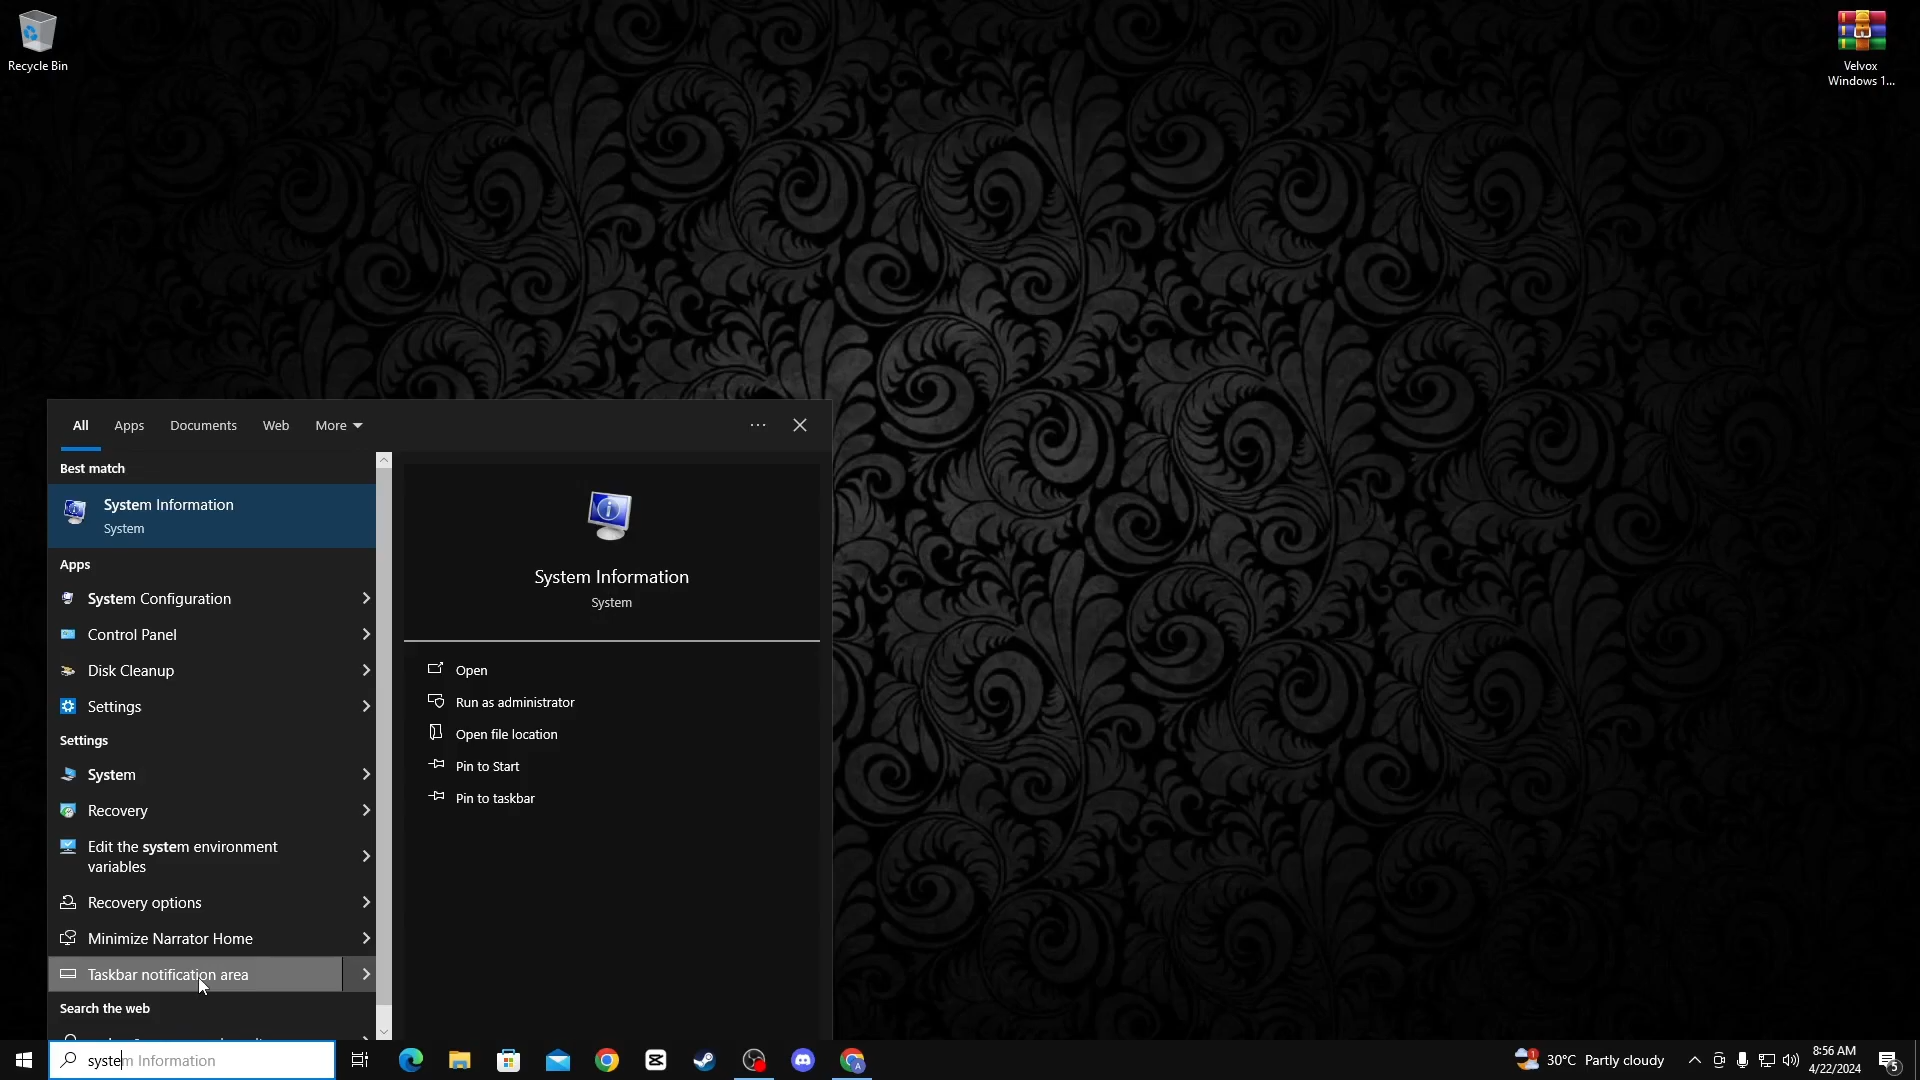 Recycle Bin
Velvox
Windows 1...
All
Apps
Documents
Web
More
Best match
System Information
System
Apps
System Configuration
Control Panel
Disk Cleanup
Settings
Settings
System
Recovery
Edit the system environment
variables
Recovery options
Minimize Narrator Home
Taskbar notification area
Search the web
System Information
System
Open
Run as administrator
Open file location
Pin to Start
Pin to taskbar
system Information
1
30°C Partly cloudy
8:56 AM
4/22/2024
5